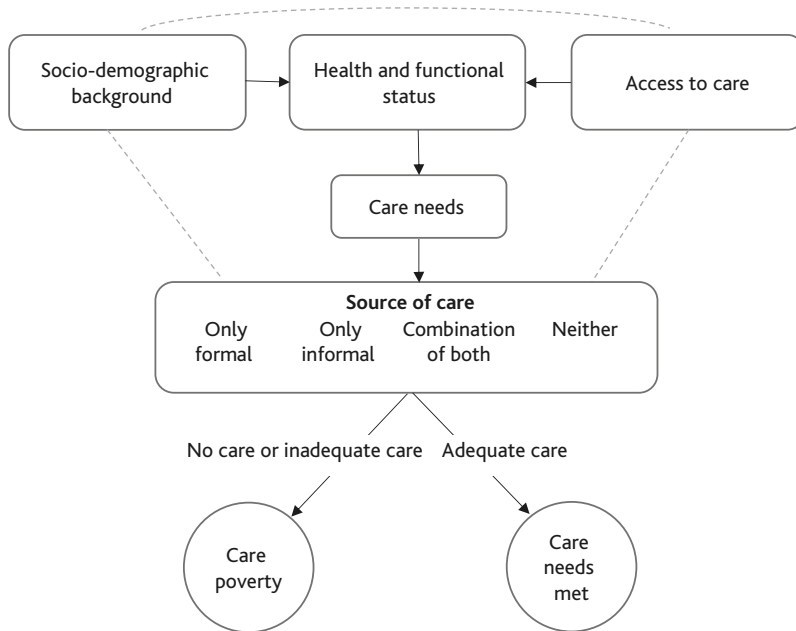 Socio-demographic
background
Health and functional
status
Access to care
Care needs
Source of care
Only
formal
Only
informal
Combination
of both
Neither
No care or inadequate care
Adequate care
Care
poverty
Care
needs
met